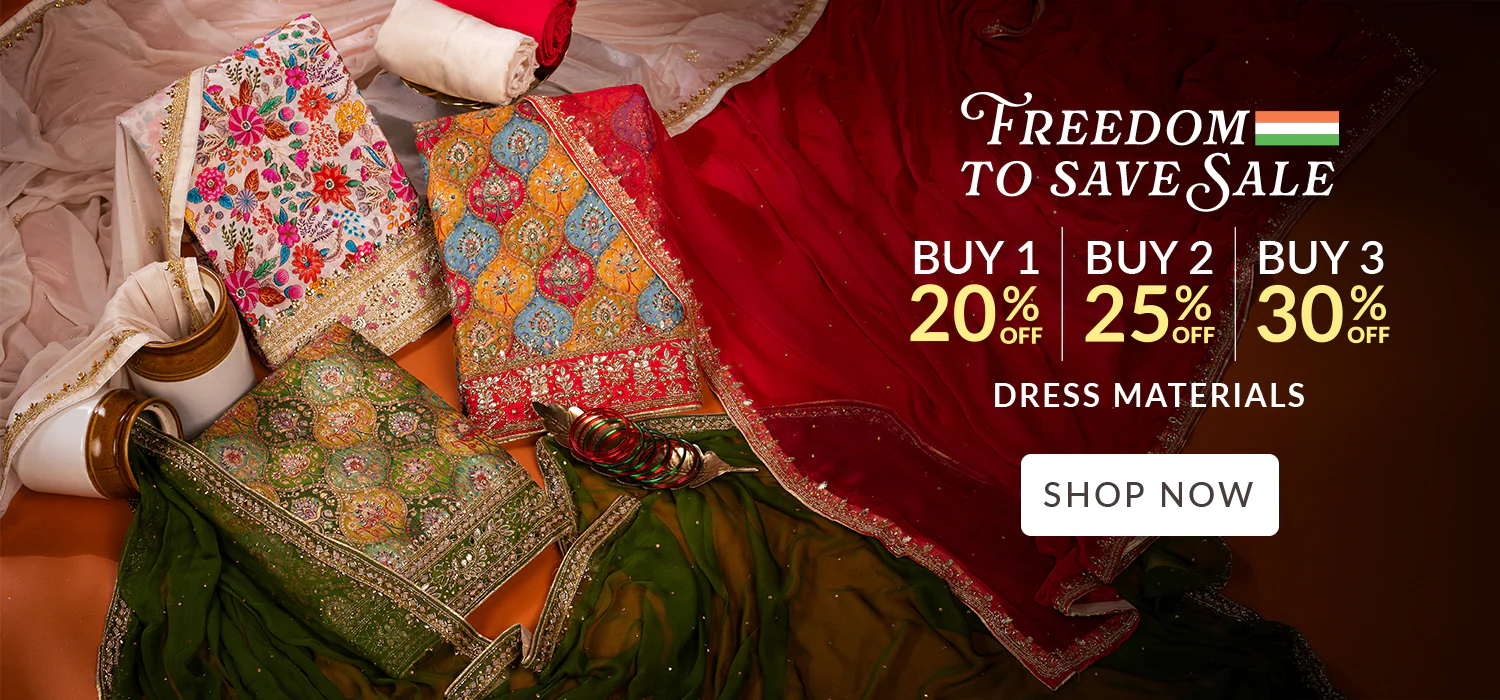 FREEDOM
TO SAVE SALE
BUY 1
20% OFF
BUY 2
25% OFF
BUY 3
30% OFF
DRESS MATERIALS
SHOP NOW